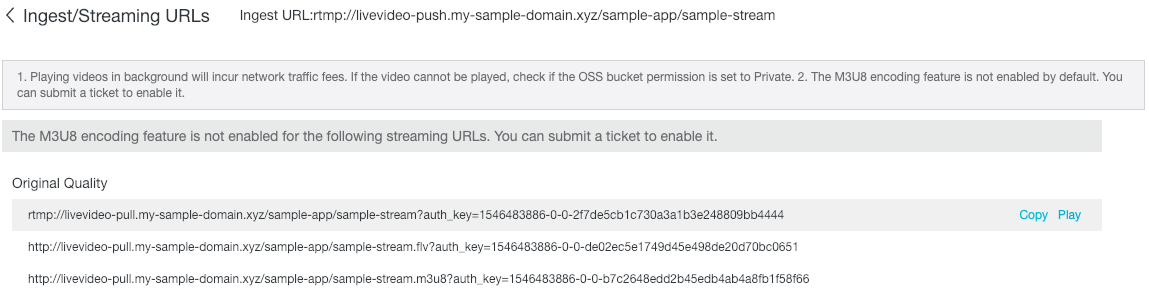 Ingest/Streaming URLs Ingest URL:rtmp://livevideo-push.my-sample-domain.xyz/sample-app/sample-stream
1. Playing videos in background will incur network traffic fees. If the video cannot be played, check if the OSS bucket permission is set to Private. 2. The M3U8 encoding feature is not enabled by default. You
can submit a ticket to enable it.
The M3U8 encoding feature is not enabled for the following streaming URLs. You can submit a ticket to enable it.
Original Quality
rtmp://livevideo-pull.my-sample-domain.xyz/sample-app/sample-stream?auth_key=1546483886-0-0-2f7de5cb1c730a3a1b3e248809bb4444 Copy Play
http://livevideo-pull.my-sample-domain.xyz/sample-app/sample-stream.flv?auth_key=1546483886-0-0-de02ec5e1749d45e498de20d70bc0651
http://livevideo-pull.my-sample-domain.xyz/sample-app/sample-stream.m3u8?auth_key=1546483886-0-0-b7c2648edd2b45edb4ab4a8fb1f58f66